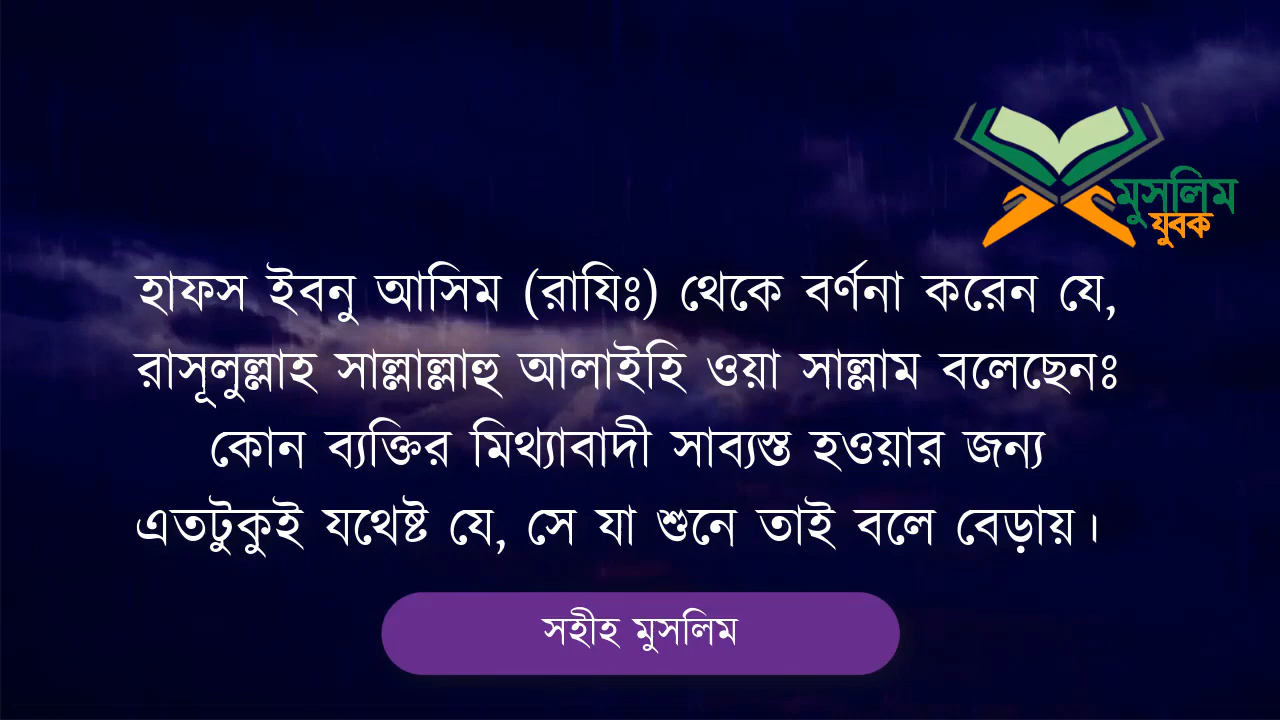 মুসলিম
যুবক
হাফস ইবনু আসিম (রাযিঃ) থেকে বর্ণনা করেন যে,
রাসূলুল্লাহ সাল্লাল্লাহু আলাইহি ওয়া সাল্লাম বলেছেনঃ
কোন ব্যক্তির মিথ্যাবাদী সাব্যস্ত হওয়ার জন্য
এতটুকুই যথেষ্ট যে, সে যা শুনে তাই বলে বেড়ায়।
সহীহ মুসলিম